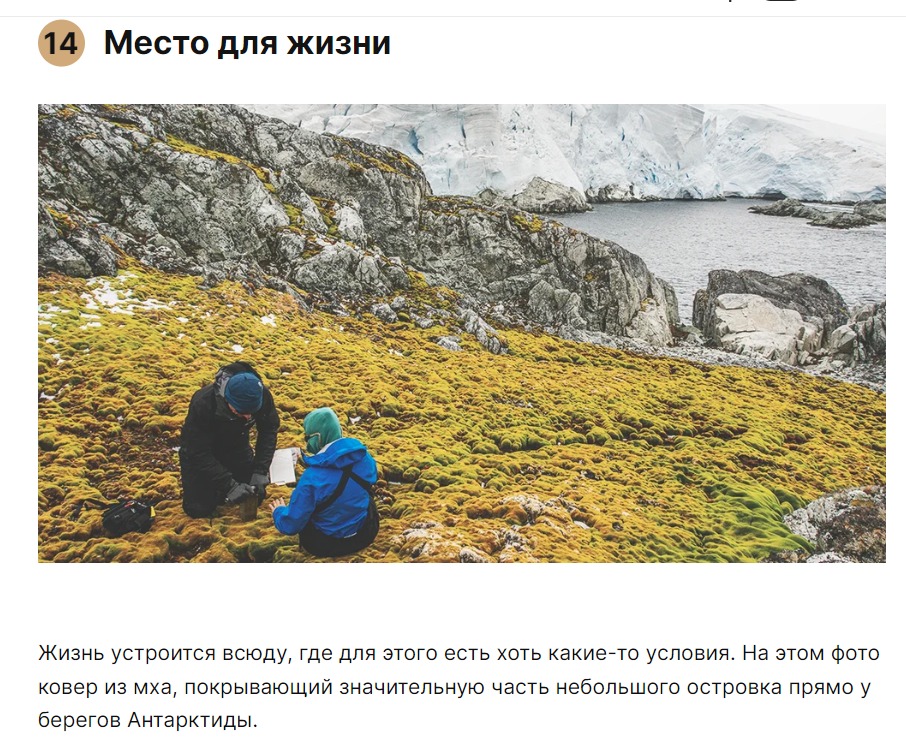 14 Место для жизни
Жизнь устроится всюду, где для этого есть хоть какие-то условия. На этом фото
ковер из мха, покрывающий значительную часть небольшого островка прямо у
берегов Антарктиды.